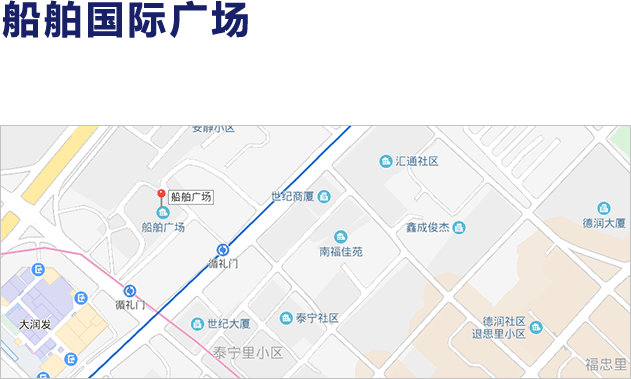 船舶国际广场
安静小区
汇通社区
船舶广场
世纪商厦
船舶广场
德润大厦
鑫成俊杰
南福佳苑
循礼门
循礼门
大润发
世纪大厦
泰宁社区
德润社区
退思里小区
泰宁里小区
福忠里